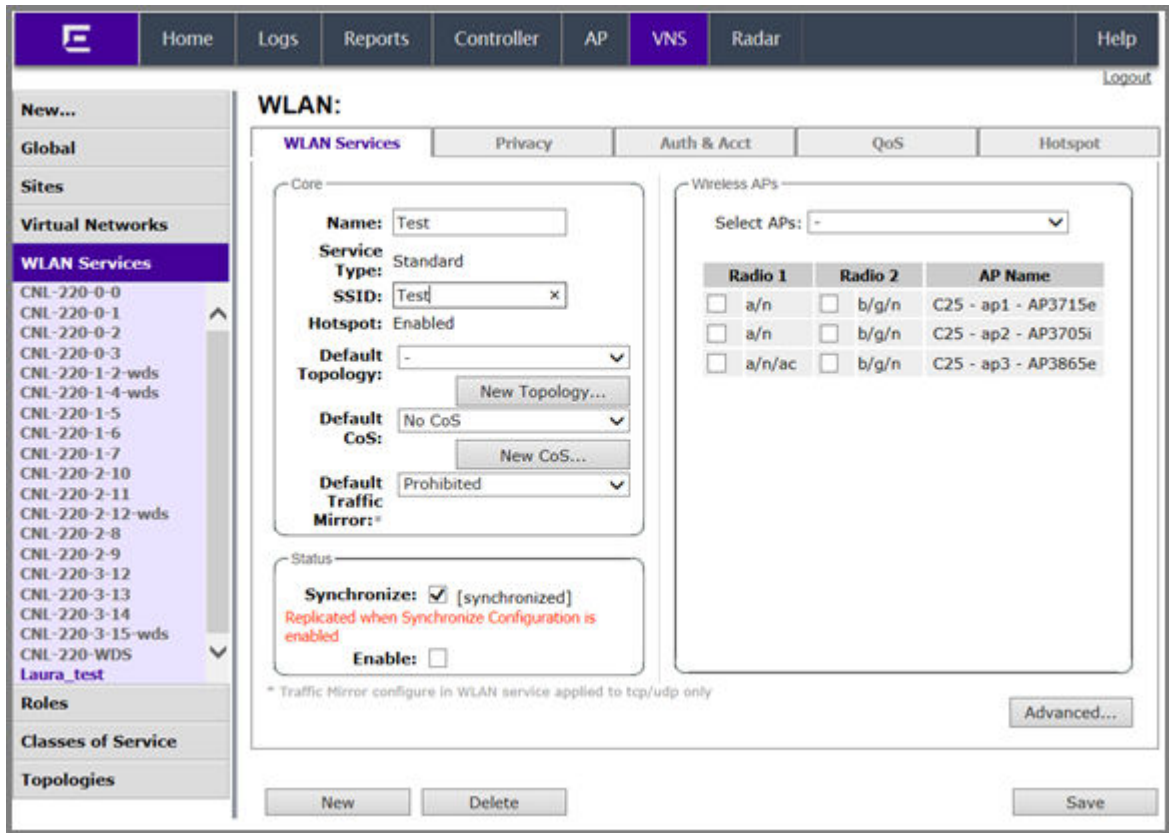 Home Logs Reports Controller AP VNS Radar Help
Logout
New...
Global
Sites
Virtual Networks
WLAN Services
CNL-220-0-0
CNL-220-0-1
CNL-220-0-2
CNL-220-0-3
CNL-220-1-2-wds
CNL-220-1-4-wds
CNL-220-1-5
CNL-220-1-6
CNL-220-1-7
CNL-220-2-10
CNL-220-2-11
CNL-220-2-12-wds
CNL-220-2-8
CNL-220-2-9
CNL-220-3-12
CNL-220-3-13
CNL-220-3-14
CNL-220-3-15-wds
CNL-220-WDS
Laura_test
Roles
Classes of Service
Topologies
WLAN:
WLAN Services Privacy Auth & Acct QoS Hotspot
Core
Name: Test
Service
Type: Standard
SSID: Test ×
Hotspot: Enabled
Default
Topology: -
New Topology...
Default
CoS: No CoS
New CoS...
Default
Traffic
Mirror:* Prohibited
Status
Synchronize: [synchronized]
Replicated when Synchronize Configuration is
enabled
Enable:
* Traffic Mirror configure in WLAN service applied to tcp/udp only
Wireless APs
Select APs: -
Radio 1 Radio 2 AP Name
a/n b/g/n C25 - ap1 - AP3715e
a/n b/g/n C25 - ap2 - AP3705i
a/n/ac b/g/n C25 - ap3 - AP3865e
Advanced...
New Delete Save